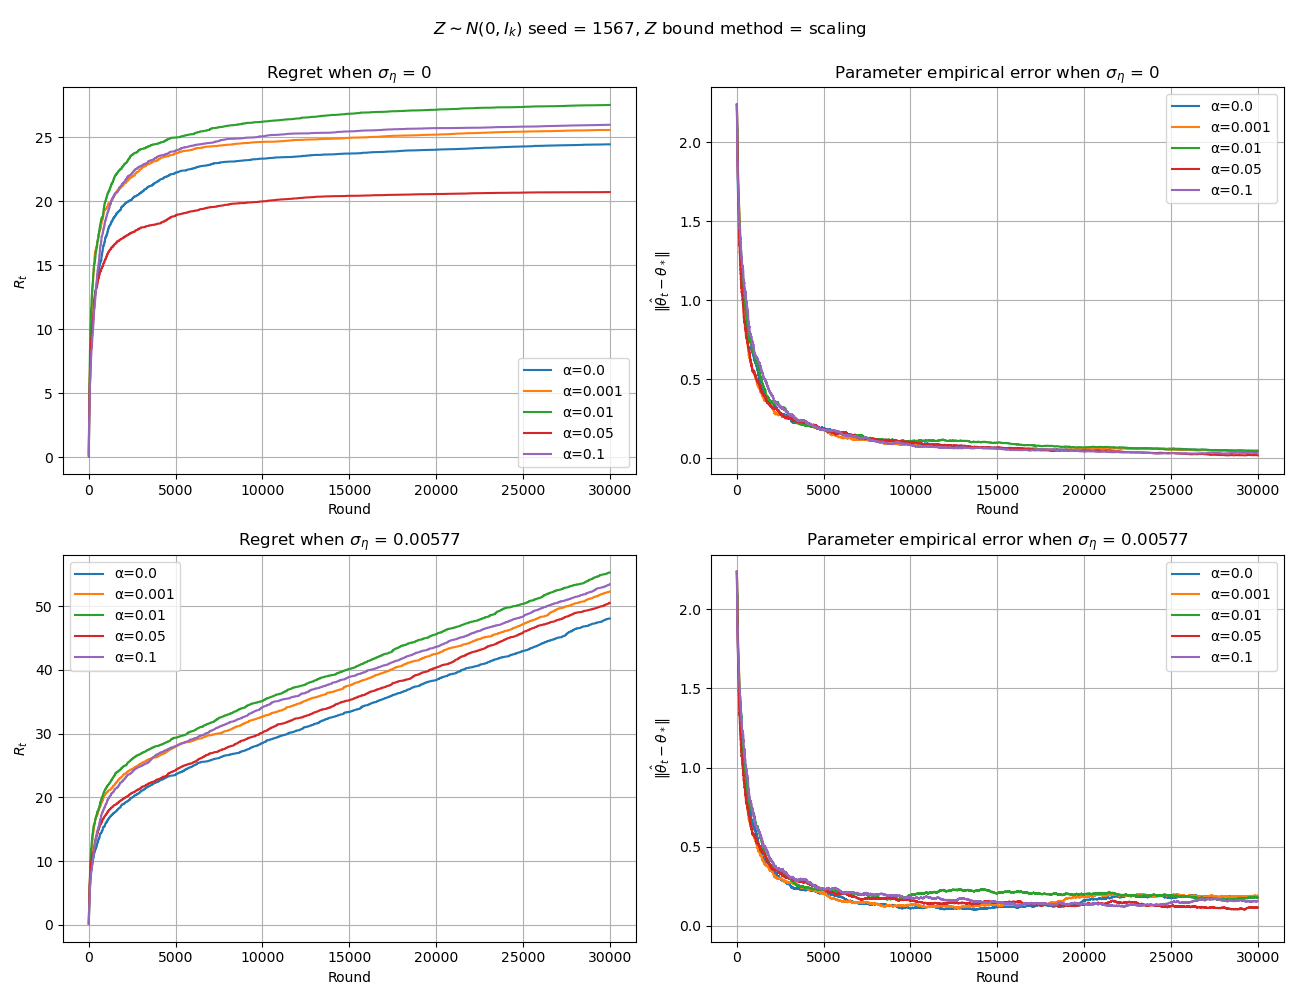 Z ~ N(0, I_k) seed = 1567, Z bound method = scaling
Regret when σ_η = 0
R_t
25
20
15
10
5
0
0 5000 10000 15000 20000 25000 30000
Round
α=0.0
α=0.001
α=0.01
α=0.05
α=0.1
Parameter empirical error when σ_η = 0
‖θ̂_t − θ_*‖
2.0
1.5
1.0
0.5
0.0
0 5000 10000 15000 20000 25000 30000
Round
α=0.0
α=0.001
α=0.01
α=0.05
α=0.1
Regret when σ_η = 0.00577
R_t
50
40
30
20
10
0
0 5000 10000 15000 20000 25000 30000
Round
α=0.0
α=0.001
α=0.01
α=0.05
α=0.1
Parameter empirical error when σ_η = 0.00577
‖θ̂_t − θ_*‖
2.0
1.5
1.0
0.5
0.0
0 5000 10000 15000 20000 25000 30000
Round
α=0.0
α=0.001
α=0.01
α=0.05
α=0.1